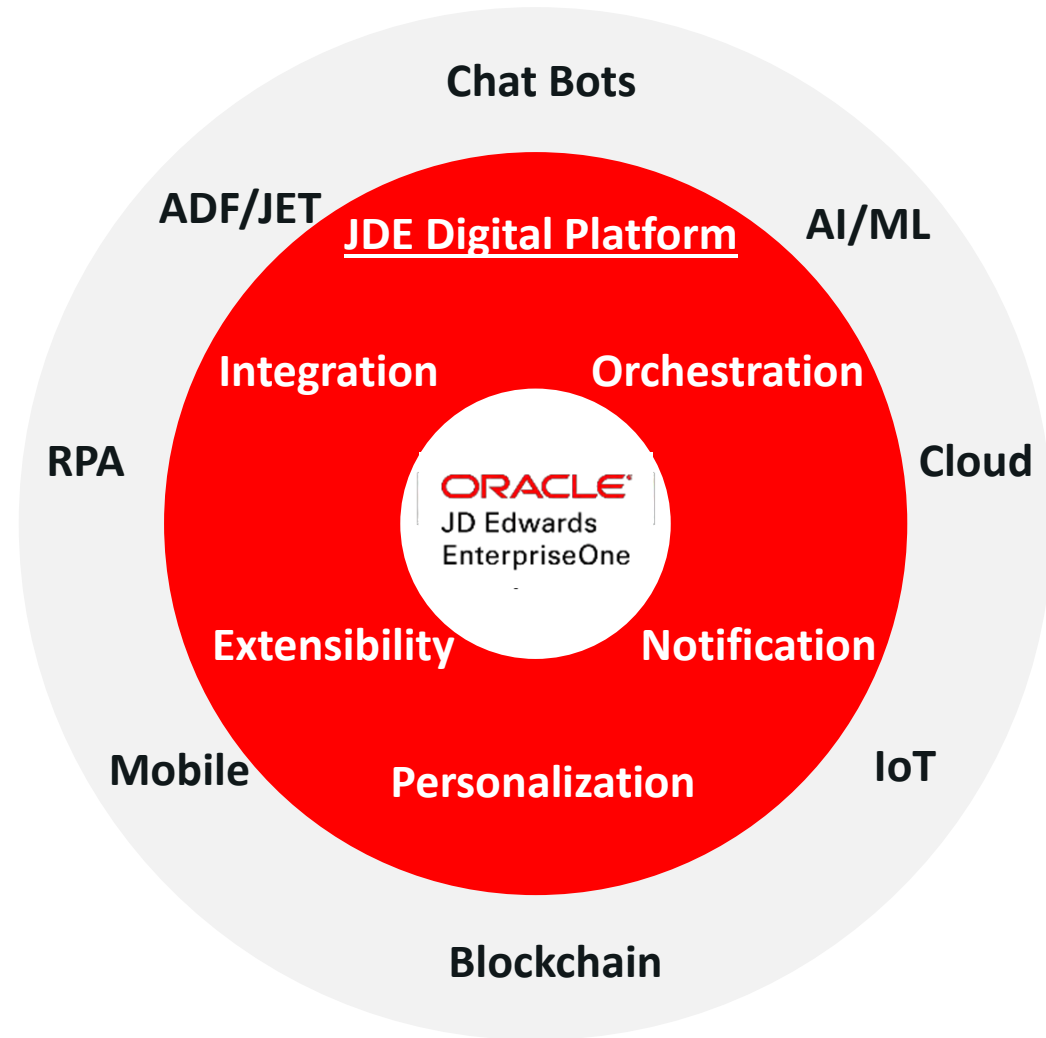 Chat Bots
ADF/JET
AI/ML
JDE Digital Platform
Integration
Orchestration
RPA
Cloud
ORACLE
JD Edwards
EnterpriseOne
Extensibility
Notification
Mobile
IoT
Personalization
Blockchain